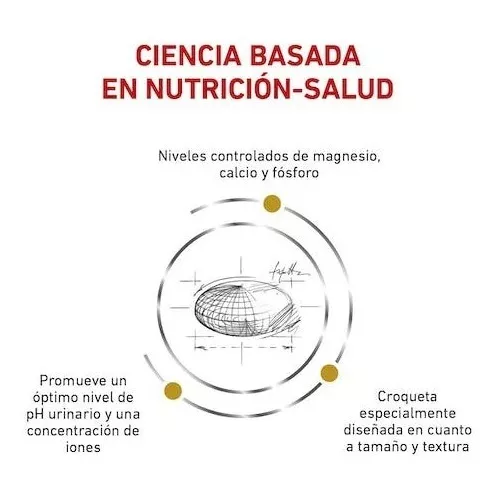 CIENCIA BASADA
EN NUTRICIÓN-SALUD
Niveles controlados de magnesio,
calcio y fósforo
Promueve un
óptimo nivel de
pH urinario y una
concentración de
iones
Croqueta
especialmente
diseñada en cuanto
a tamaño y textura